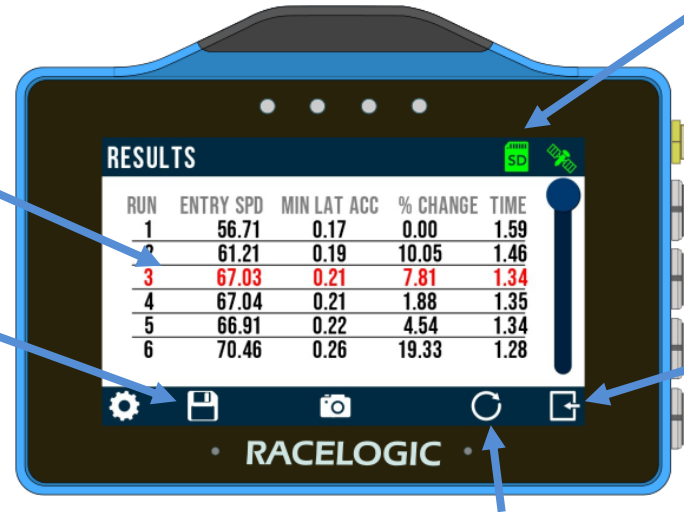 RESULTS SD
RUN ENTRY SPD MIN LAT ACC % CHANGE TIME
1 56.71 0.17 0.00 1.59
61.21 0.19 10.05 1.46
3 67.03 0.21 7.81 1.34
4 67.04 0.21 1.88 1.35
5 66.91 0.22 4.54 1.34
6 70.46 0.26 19.33 1.28
RACELOGIC